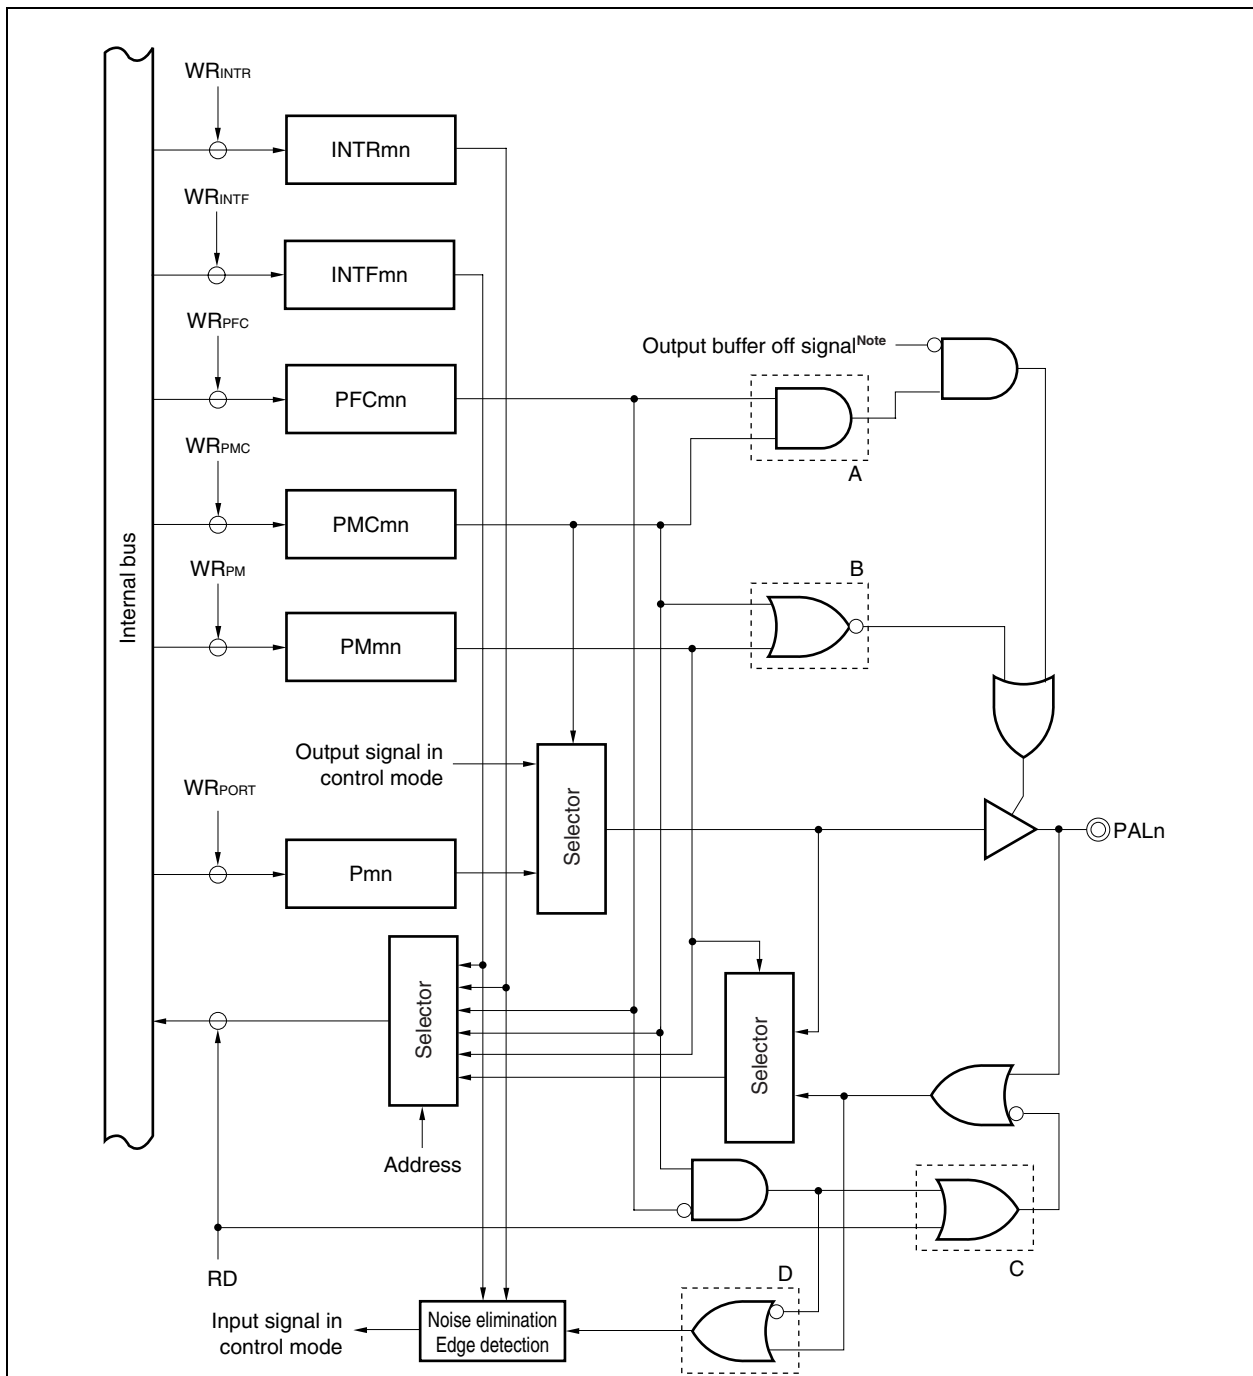 WRINTR
INTRmn
WRINTF
INTFmn
WRPFC
Output buffer off signalNote
PFCmn
A
WRPMC
PMCmn
B
WRPM
Internal bus
PMmn
Output signal in
control mode
WRPORT
Selector
PALn
Pmn
Selector
Selector
Address
RD
C
D
Input signal in
control mode
Noise elimination
Edge detection